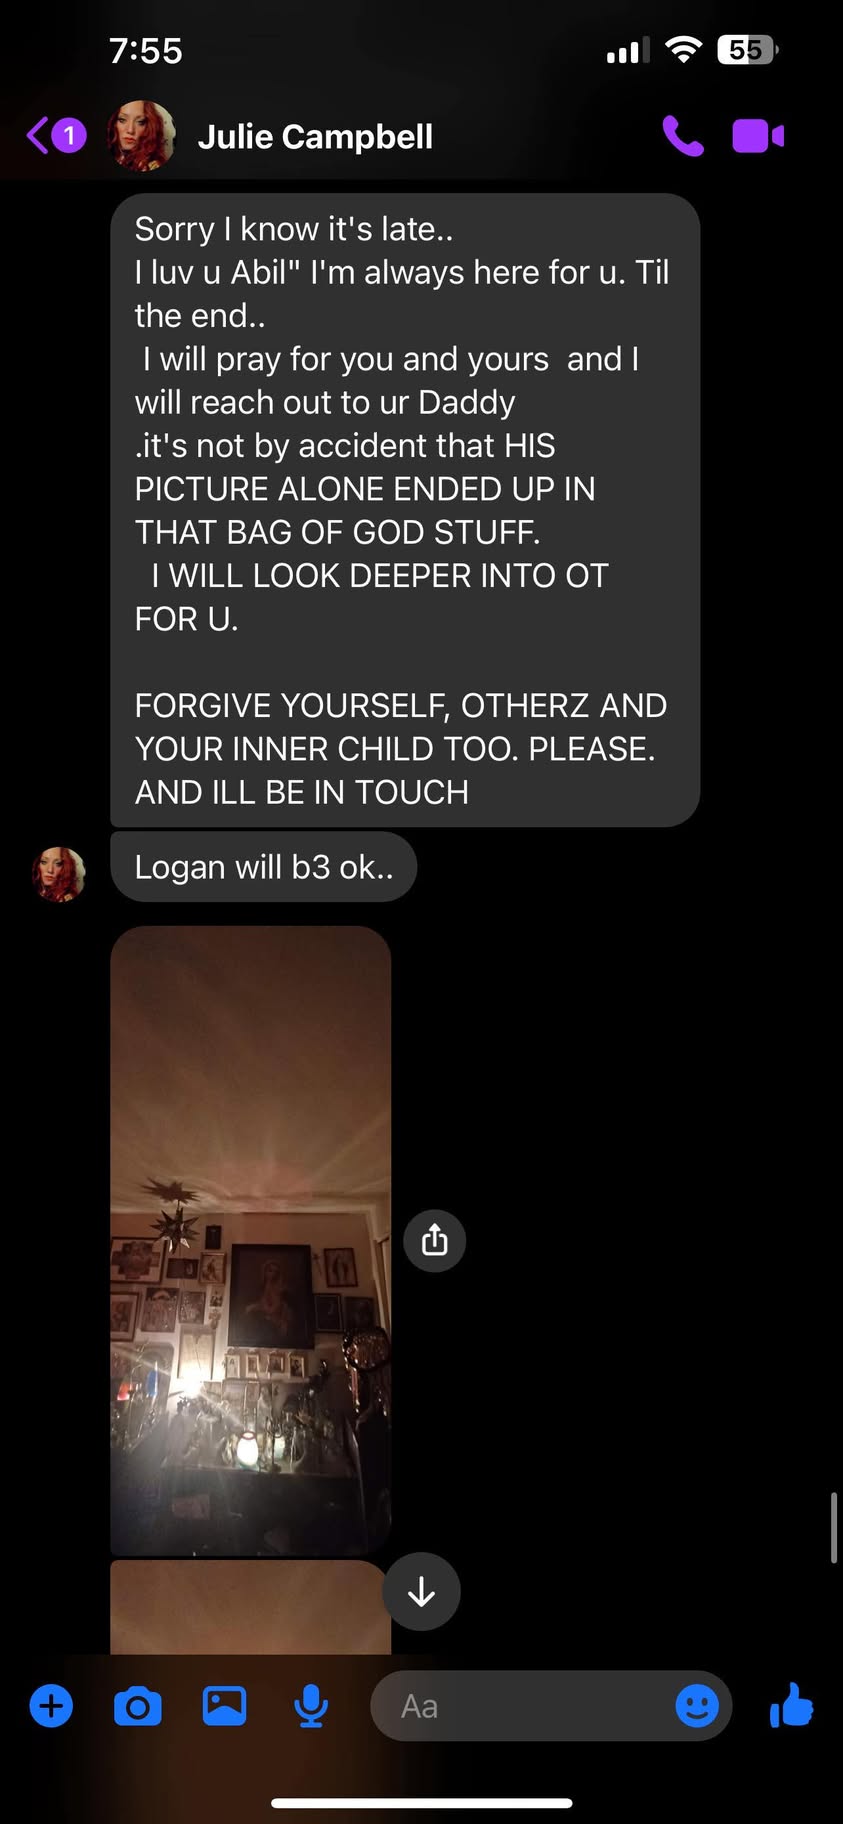 7:55
55
1
Julie Campbell
Sorry I know it's late..
I luv u Abil" I'm always here for u. Til
the end..
I will pray for you and yours  and I
will reach out to ur Daddy
.it's not by accident that HIS
PICTURE ALONE ENDED UP IN
THAT BAG OF GOD STUFF.
I WILL LOOK DEEPER INTO OT
FOR U.
FORGIVE YOURSELF, OTHERZ AND
YOUR INNER CHILD TOO. PLEASE.
AND ILL BE IN TOUCH
Logan will b3 ok..
Aa